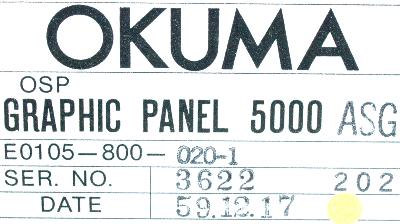 OKUMA
OSP
GRAPHIC PANEL 5000 ASG
E0105-800-020-1
SER. NO. 3622 202
DATE 59.12.17